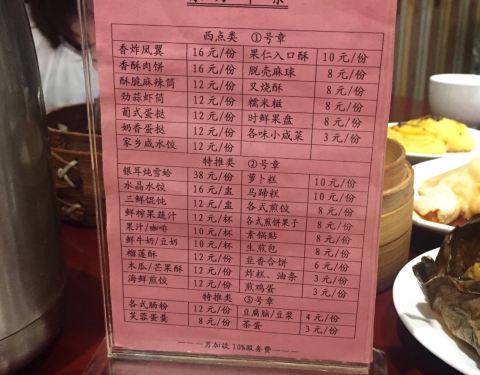 西点类 ①号章
香炸凤翼 16元/份 果仁入口酥 10元/份
香酥肉饼 16元/份 脱壳麻球 8元/份
酥脆麻辣筒 12元/份 叉烧酥 8元/份
劲蒜虾筒 12元/份 糯米糍 8元/份
葡式蛋挞 12元/份 时鲜果盘 8元/份
奶香蛋挞 12元/份 各味小咸菜 3元/份
家乡咸水饺 12元/份
特推类 ②号章
银耳炖雪蛤 38元/份 萝卜糕 10元/份
水晶水饺 16元/盅 马蹄糕 10元/份
三鲜馄饨 12元/盅 各式煎饺 8元/份
鲜榨果蔬汁 12元/杯 各式煎饼果子 8元/份
果汁/咖啡 10元/杯 素锅贴 8元/份
鲜牛奶/豆奶 10元/杯 生煎包 8元/份
榴莲酥 12元/份 豆香合饼 6元/份
木瓜/芒果酥 12元/份 炸糕、油条 3元/份
海鲜煎饺 12元/份 煎鸡蛋 3元/份
特推类 ③号章
各式肠粉 12元/份 豆腐脑/豆浆 4元/份
芙蓉蛋羹 8元/份 茶蛋 3元/份
———另加收10%服务费———